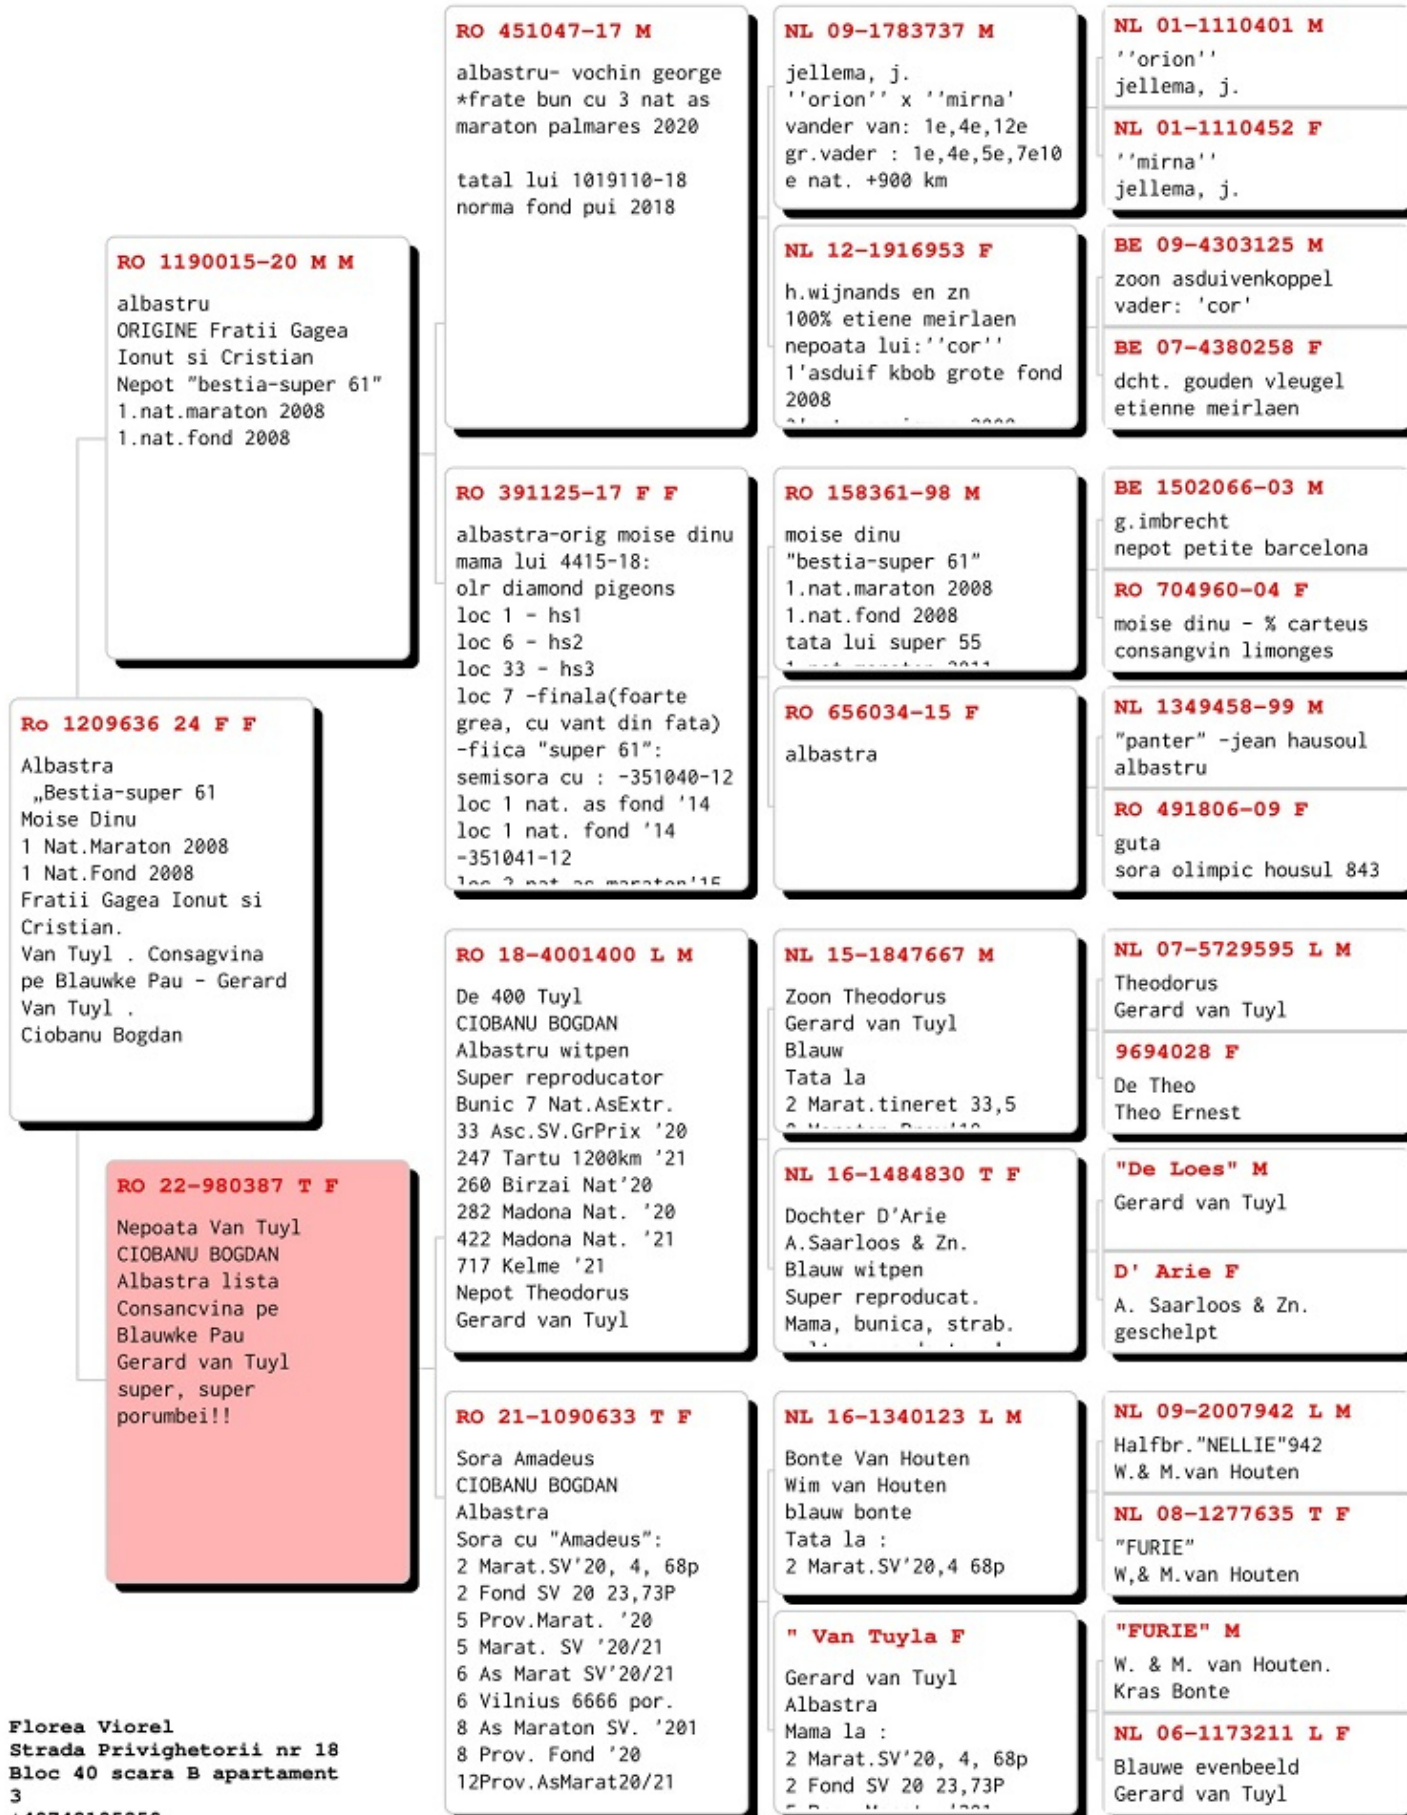 Ro 1209636 24 F F
Albastra
„Bestia-super 61
Moise Dinu
1 Nat.Maraton 2008
1 Nat.Fond 2008
Fratii Gagea Ionut si
Cristian.
Van Tuyl . Consagvina
pe Blauwke Pau - Gerard
Van Tuyl .
Ciobanu Bogdan
RO 1190015-20 M M
albastru
ORIGINE Fratii Gagea
Ionut si Cristian
Nepot "bestia-super 61"
1.nat.maraton 2008
1.nat.fond 2008
RO 22-980387 T F
Nepoata Van Tuyl
CIOBANU BOGDAN
Albastra lista
Consancvina pe
Blauwke Pau
Gerard van Tuyl
super, super
porumbei!!
RO 451047-17 M
albastru- vochin george
*frate bun cu 3 nat as
maraton palmares 2020
tatal lui 1019110-18
norma fond pui 2018
RO 391125-17 F F
albastra-orig moise dinu
mama lui 4415-18:
olr diamond pigeons
loc 1 - hs1
loc 6 - hs2
loc 33 - hs3
loc 7 -finala(foarte
grea, cu vant din fata)
-fiica "super 61":
semisora cu : -351040-12
loc 1 nat. as fond '14
loc 1 nat. fond '14
-351041-12
loc 2 nat as maraton'15
RO 18-4001400 L M
De 400 Tuyl
CIOBANU BOGDAN
Albastru witpen
Super reproducator
Bunic 7 Nat.AsExtr.
33 Asc.SV.GrPrix '20
247 Tartu 1200km '21
260 Birzai Nat'20
282 Madona Nat. '20
422 Madona Nat. '21
717 Kelme '21
Nepot Theodorus
Gerard van Tuyl
RO 21-1090633 T F
Sora Amadeus
CIOBANU BOGDAN
Albastra
Sora cu "Amadeus":
2 Marat.SV'20, 4, 68p
2 Fond SV 20 23,73P
5 Prov.Marat. '20
5 Marat. SV '20/21
6 As Marat SV'20/21
6 Vilnius 6666 por.
8 As Maraton SV. '201
8 Prov. Fond '20
12Prov.AsMarat20/21
NL 09-1783737 M
jellema, j.
''orion'' x ''mirna'
vander van: 1e,4e,12e
gr.vader : 1e,4e,5e,7e10
e nat. +900 km
NL 12-1916953 F
h.wijnands en zn
100% etiene meirlaen
nepoata lui:''cor''
1'asduif kbob grote fond
2008
RO 158361-98 M
moise dinu
"bestia-super 61"
1.nat.maraton 2008
1.nat.fond 2008
tata lui super 55
1.nat.maraton 2011
RO 656034-15 F
albastra
NL 15-1847667 M
Zoon Theodorus
Gerard van Tuyl
Blauw
Tata la
2 Marat.tineret 33,5
NL 16-1484830 T F
Dochter D'Arie
A.Saarloos & Zn.
Blauw witpen
Super reproducat.
Mama, bunica, strab.
NL 16-1340123 L M
Bonte Van Houten
Wim van Houten
blauw bonte
Tata la :
2 Marat.SV'20,4 68p
" Van Tuyla F
Gerard van Tuyl
Albastra
Mama la :
2 Marat.SV'20, 4, 68p
2 Fond SV 20 23,73P
NL 01-1110401 M
''orion''
jellema, j.
NL 01-1110452 F
''mirna''
jellema, j.
BE 09-4303125 M
zoon asduivenkoppel
vader: 'cor'
BE 07-4380258 F
dcht. gouden vleugel
etienne meirlaen
BE 1502066-03 M
g.imbrecht
nepot petite barcelona
RO 704960-04 F
moise dinu - % carteus
consangvin limonges
NL 1349458-99 M
"panter" -jean hausoul
albastru
RO 491806-09 F
guta
sora olimpic housul 843
NL 07-5729595 L M
Theodorus
Gerard van Tuyl
9694028 F
De Theo
Theo Ernest
"De Loes" M
Gerard van Tuyl
D' Arie F
A. Saarloos & Zn.
geschelpt
NL 09-2007942 L M
Halfbr."NELLIE"942
W.& M.van Houten
NL 08-1277635 T F
"FURIE"
W,& M.van Houten
"FURIE" M
W. & M. van Houten.
Kras Bonte
NL 06-1173211 L F
Blauwe evenbeeld
Gerard van Tuyl
Florea Viorel
Strada Privighetorii nr 18
Bloc 40 scara B apartament
3